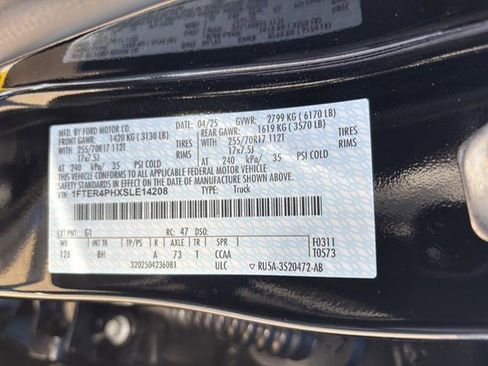 MFD. BY FORD MOTOR CO.
DATE: 04/25 GVWR: 2799 KG ( 6170 LB)
FRONT GAWR: 1420 KG ( 3130 LB) REAR GAWR: 1619 KG ( 3570 LB)
255/70R17 112T TIRES 255/70R17 112T TIRES
17x7.5J RIMS 17x7.5J RIMS
AT 240 kPa/ 35 PSI COLD AT 240 kPa/ 35 PSI COLD
THIS VEHICLE CONFORMS TO ALL APPLICABLE FEDERAL MOTOR
VEHICLE SAFETY STANDARDS IN EFFECT ON THE DATE OF
MANUFACTURE SHOWN ABOVE.
VIN: 1FTER4PHXSLE14208 TYPE: Truck
EXT PNT: G1 RC: 47 DSO:
WB INT TR TP/PS R AXLE TR SPR F0311
128 BH A 73 T CCAA T0573
3202504236081 ULC RU5A-3520472-AB